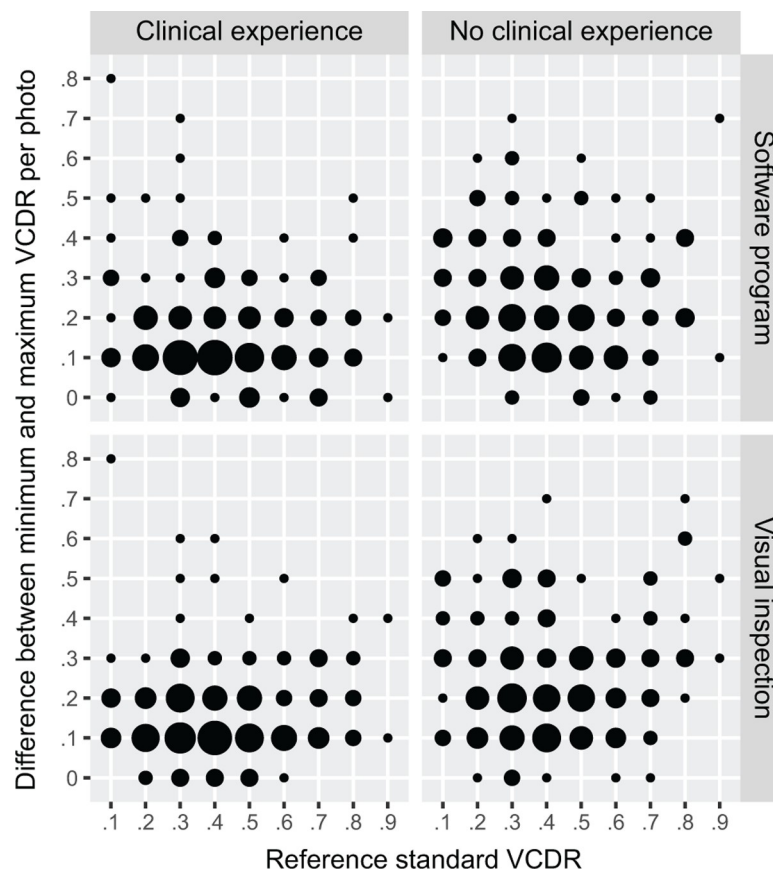 Clinical experience
No clinical experience
Difference between minimum and maximum VCDR per photo
.8
.7
.6
.5
.4
.3
.2
.1
0
Software program
.8
.7
.6
.5
.4
.3
.2
.1
0
Visual inspection
.1 .2 .3 .4 .5 .6 .7 .8 .9
.1 .2 .3 .4 .5 .6 .7 .8 .9
Reference standard VCDR